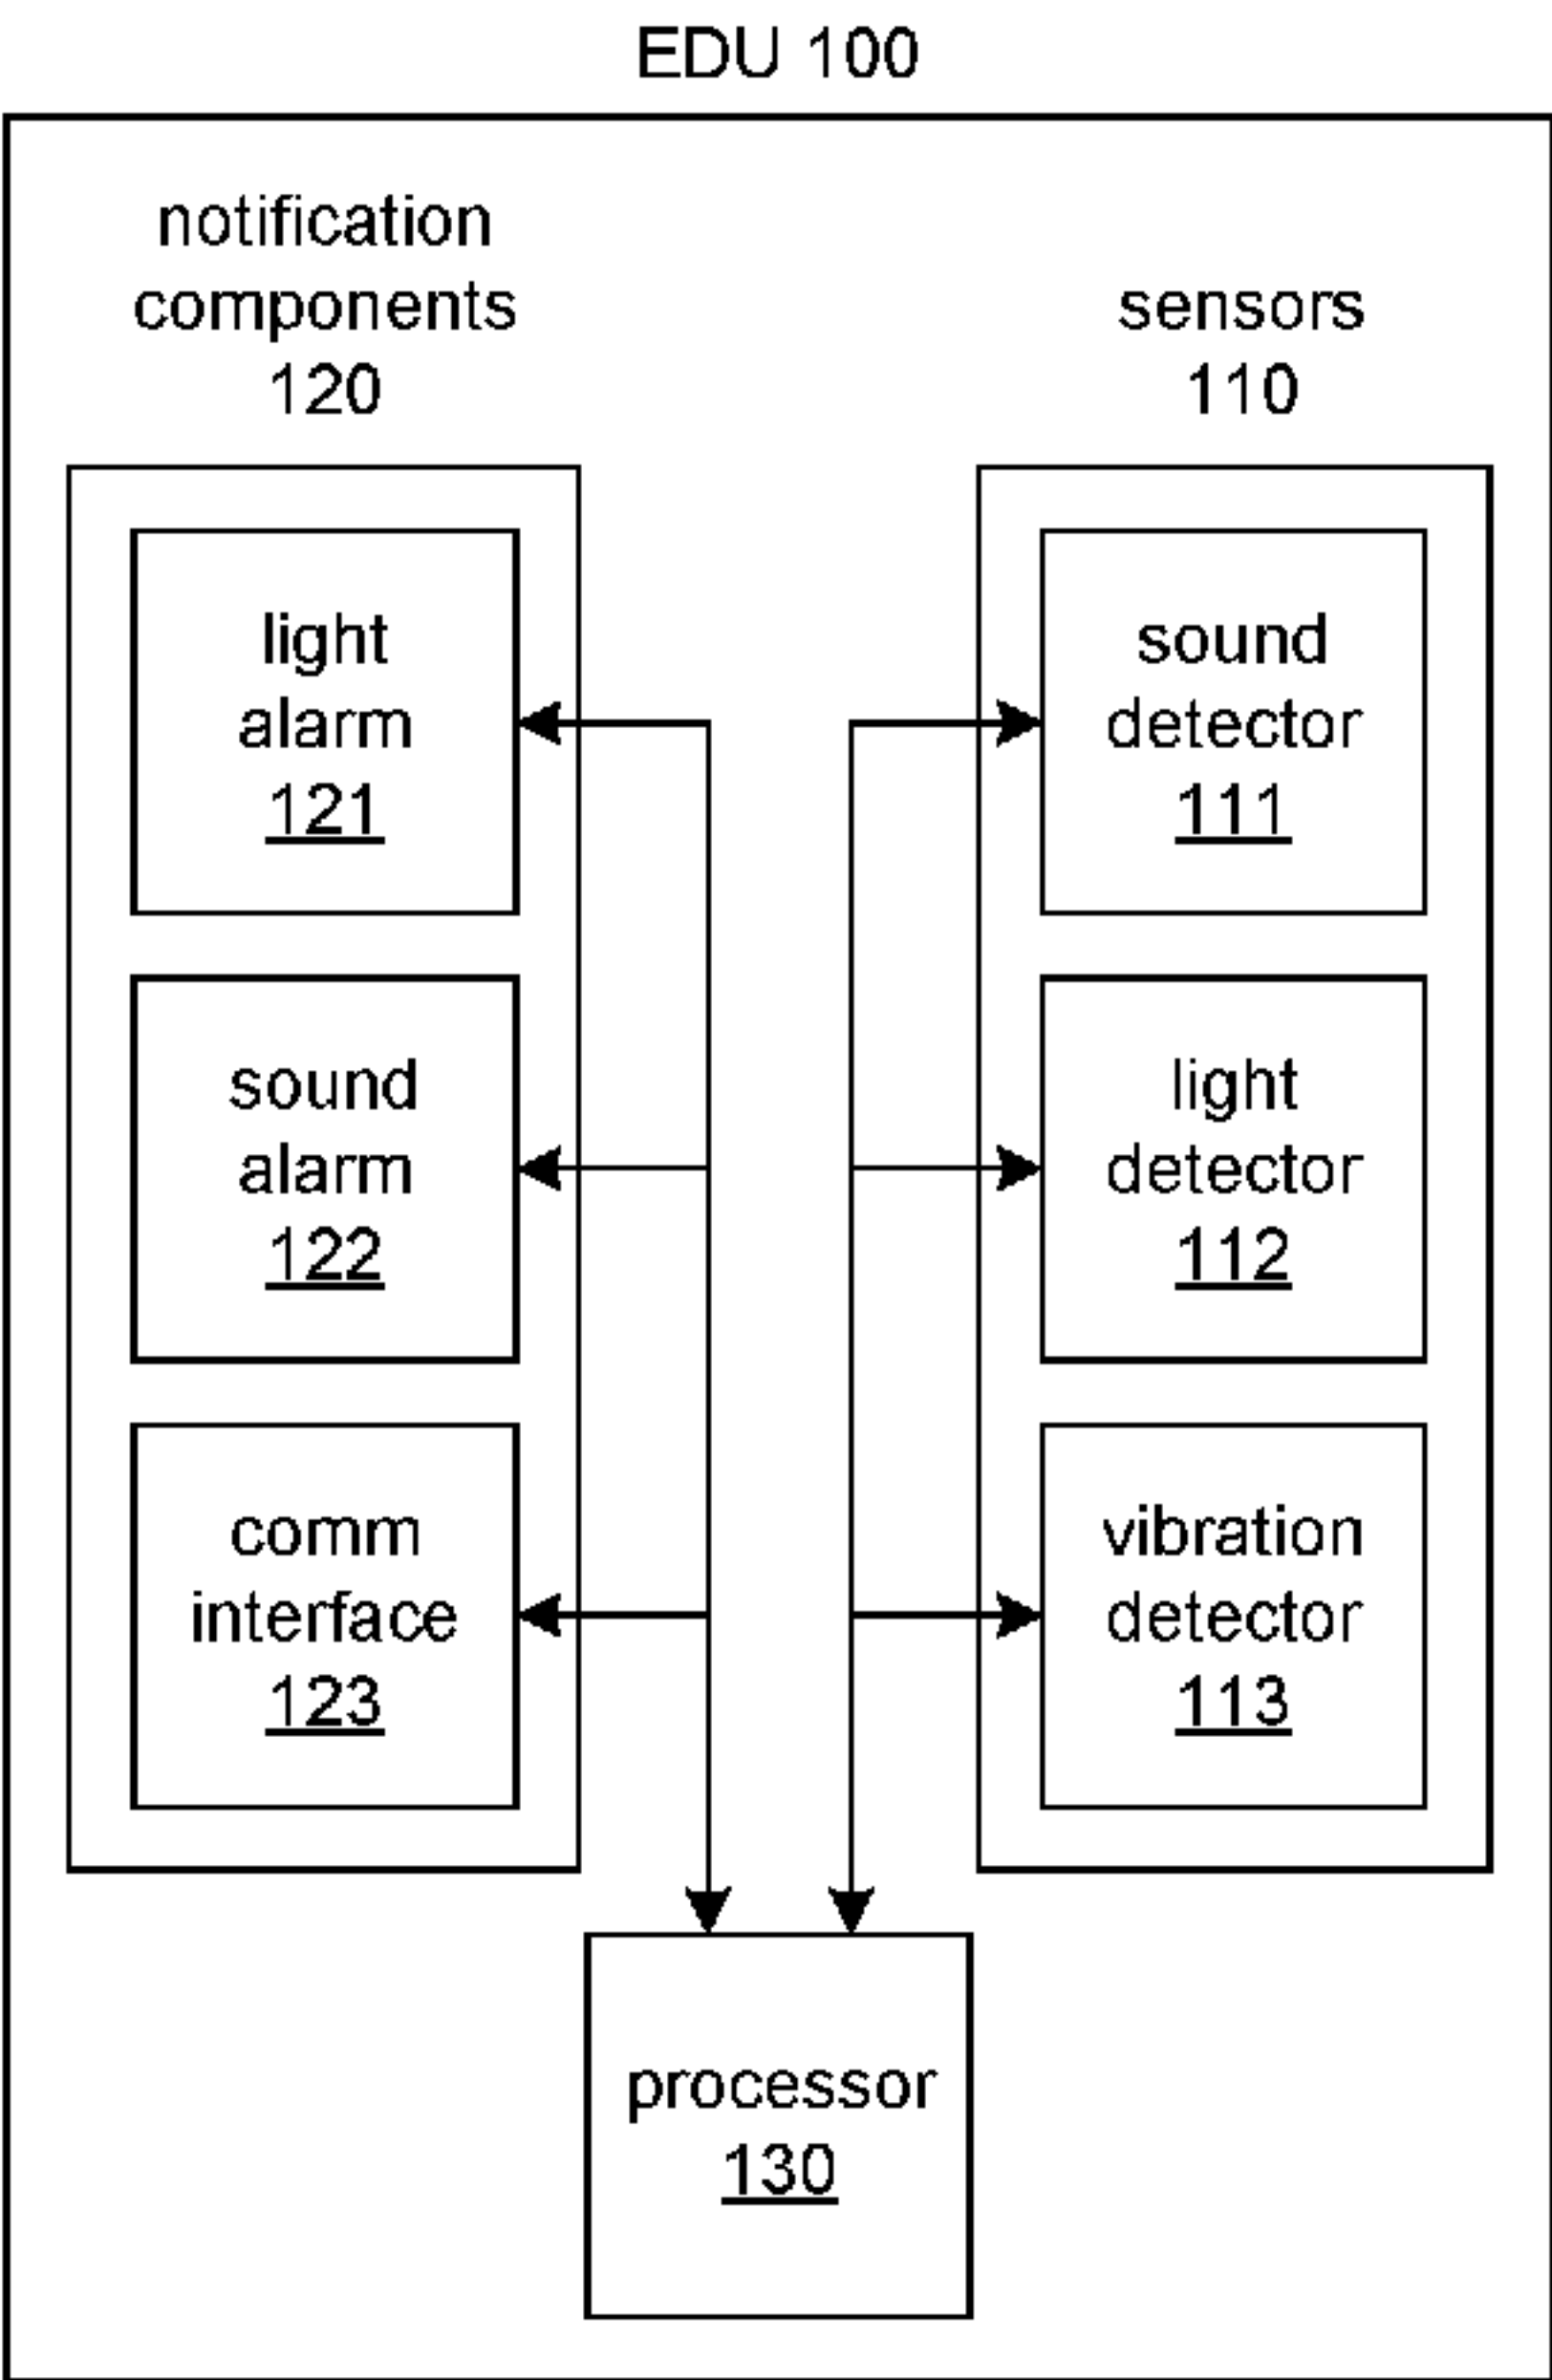 EDU 100
notification
components
120
light
alarm
121
sound
alarm
122
comm
interface
123
sensors
110
sound
detector
111
light
detector
112
vibration
detector
113
processor
130